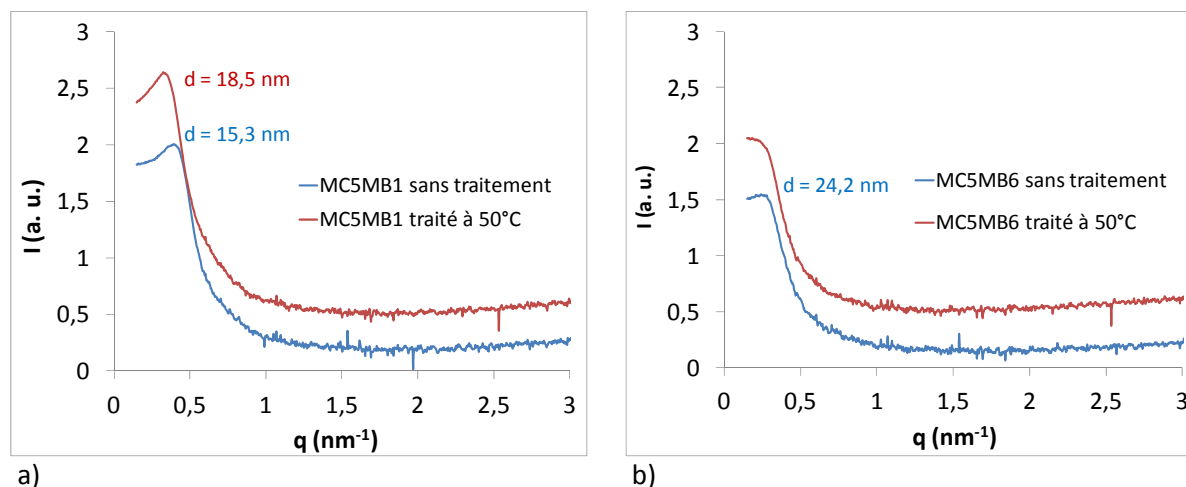 3
2,5
2
1,5
1
0,5
0
I (a. u.)
d = 18,5 nm
d = 15,3 nm
MC5MB1 sans traitement
MC5MB1 traité à 50°C
0 0,5 1 1,5 2 2,5 3
q (nm-1)
a)
3
2,5
2
1,5
1
0,5
0
I (a. u.)
d = 24,2 nm
MC5MB6 sans traitement
MC5MB6 traité à 50°C
0 0,5 1 1,5 2 2,5 3
q (nm-1)
b)